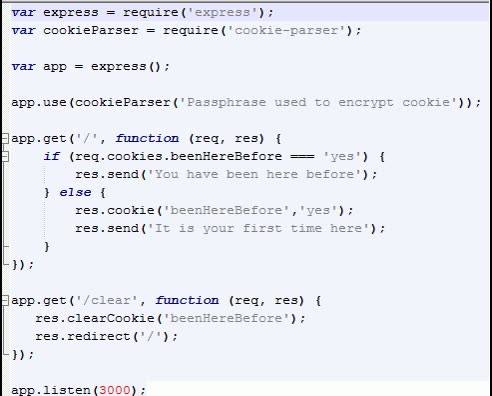 var express = require('express');
var cookieParser = require('cookie-parser');
var app = express();
app.use(cookieParser('Passphrase used to encrypt cookie'));
app.get('/', function (req, res) {
    if (req.cookies.beenHereBefore === 'yes') {
        res.send('You have been here before');
    } else {
        res.cookie('beenHereBefore','yes');
        res.send('It is your first time here');
    }
});
app.get('/clear', function (req, res) {
   res.clearCookie('beenHereBefore');
   res.redirect('/');
});
app.listen(3000);